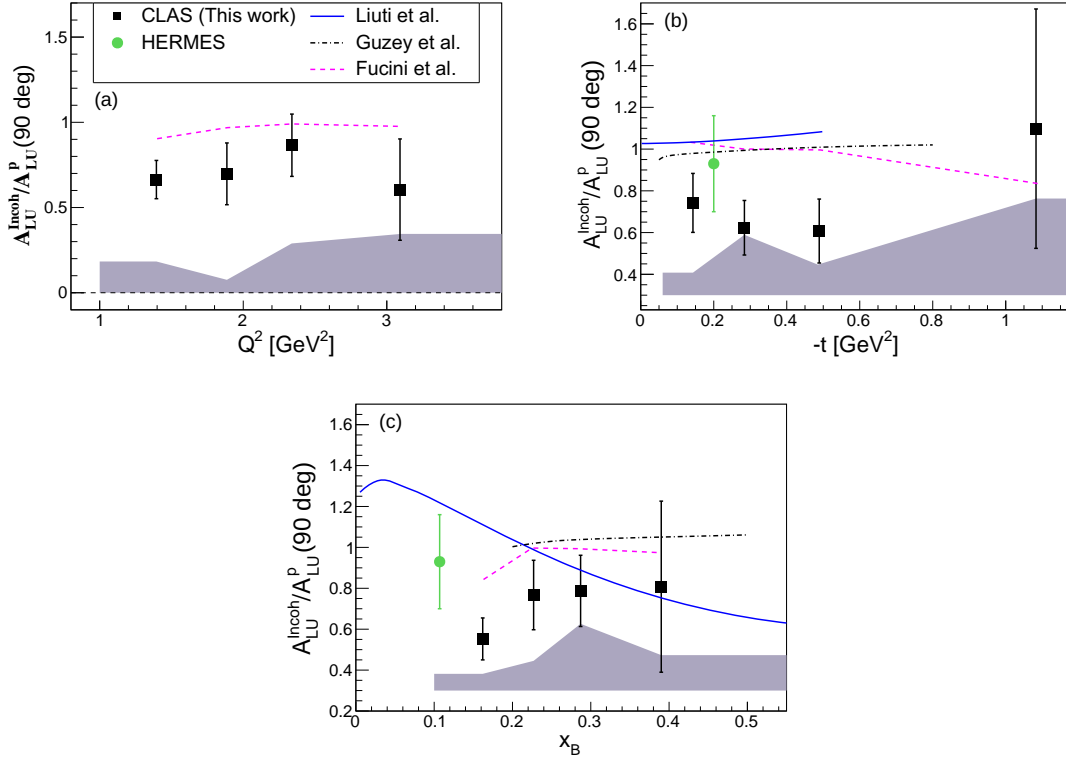 CLAS (This work)
HERMES
Liuti et al.
Guzey et al.
Fucini et al.
(a)
A_LU^Incoh/A_LU^p(90 deg)
1.5
1
0.5
0
1
2
3
Q² [GeV²]
(b)
A_LU^Incoh/A_LU^p (90 deg)
1.6
1.4
1.2
1
0.8
0.6
0.4
0
0.2
0.4
0.6
0.8
1
-t [GeV²]
(c)
A_LU^Incoh/A_LU^p(90 deg)
1.6
1.4
1.2
1
0.8
0.6
0.4
0.2
0
0.1
0.2
0.3
0.4
0.5
x_B